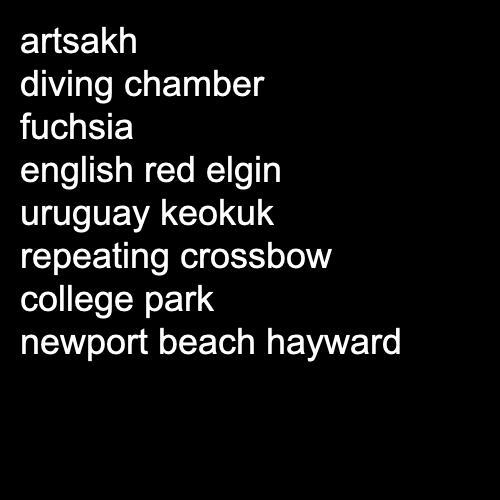 artsakh
diving chamber
fuchsia
english red elgin
uruguay keokuk
repeating crossbow
college park
newport beach hayward